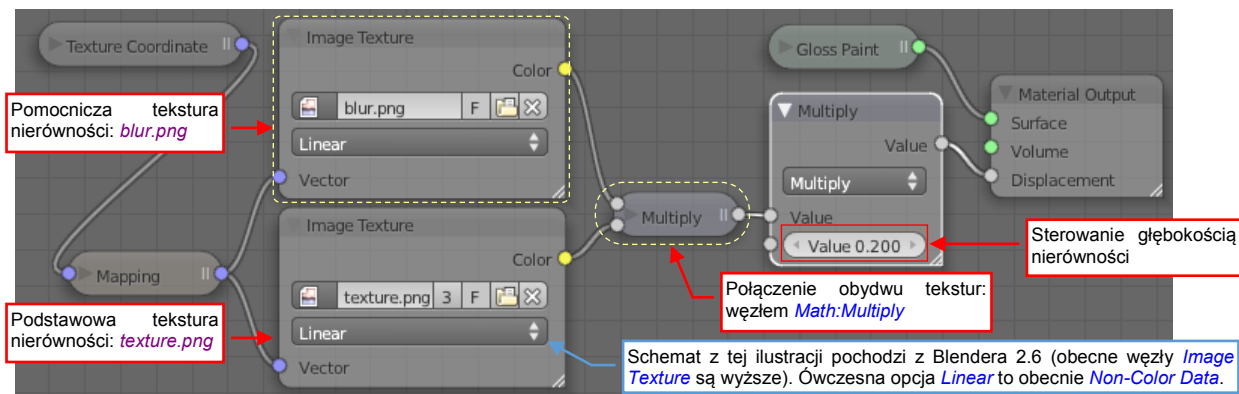 Texture Coordinate
Image Texture
Color
blur.png F
Linear
Vector
Pomocnicza tekstura
nierówności: blur.png
Gloss Paint
Material Output
Surface
Volume
Displacement
Multiply
Value
Multiply
Value
Value 0.200
Sterowanie głębokością
nierówności
Multiply
Połączenie obydwu tekstur:
węzłem Math:Multiply
Mapping
Podstawowa tekstura
nierówności: texture.png
Image Texture
Color
texture.png 3 F
Linear
Vector
Schemat z tej ilustracji pochodzi z Blendera 2.6 (obecne węzły Image
Texture są wyższe). Ówczesna opcja Linear to obecnie Non-Color Data.